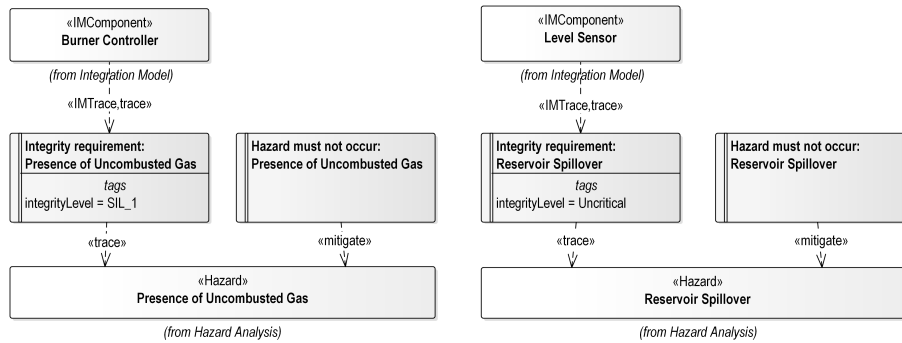 «IMComponent»
Burner Controller
(from Integration Model)
«IMTrace,trace»
Integrity requirement:
Presence of Uncombusted Gas
tags
integrityLevel = SIL_1
Hazard must not occur:
Presence of Uncombusted Gas
«trace»
«mitigate»
«Hazard»
Presence of Uncombusted Gas
(from Hazard Analysis)
«IMComponent»
Level Sensor
(from Integration Model)
«IMTrace,trace»
Integrity requirement:
Reservoir Spillover
tags
integrityLevel = Uncritical
Hazard must not occur:
Reservoir Spillover
«trace»
«mitigate»
«Hazard»
Reservoir Spillover
(from Hazard Analysis)